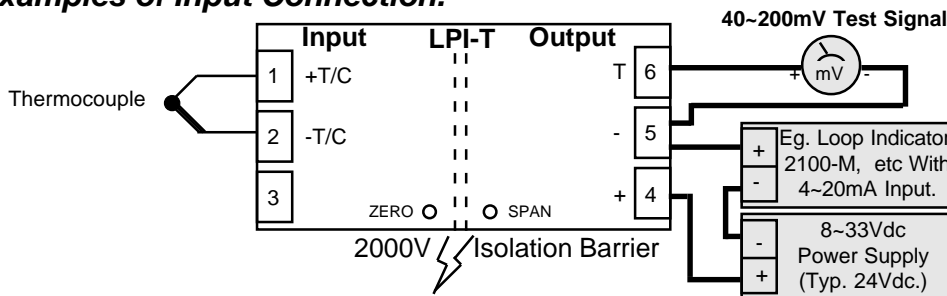 Examples of Input Connection:
40~200mV Test Signal
Input LPI-T Output
1 +T/C
T 6
+ mV -
Thermocouple
2 -T/C
- 5
3
+ 4
ZERO SPAN
2000V Isolation Barrier
+ Eg. Loop Indicator
2100-M, etc With
- 4~20mA Input.
- 8~33Vdc
Power Supply
+ (Typ. 24Vdc.)